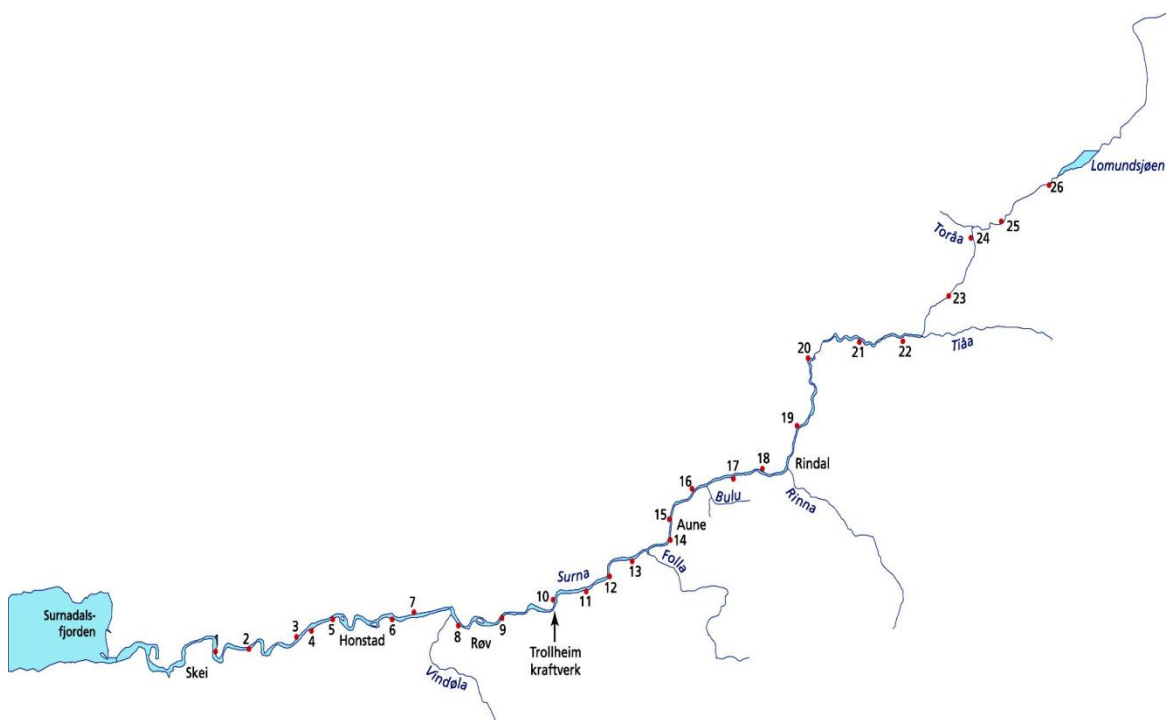 Lomundsjøen
26
25
Toråa
24
23
20
21
22
Tiåa
19
18
Rindal
17
16
Bulu
Rinna
15
Aune
14
Folla
13
Surna
12
11
10
Surnadals-
fjorden
7
3
5
6
9
1
2
4
Honstad
8
Røv
Trollheim
kraftverk
Skei
Vindøla